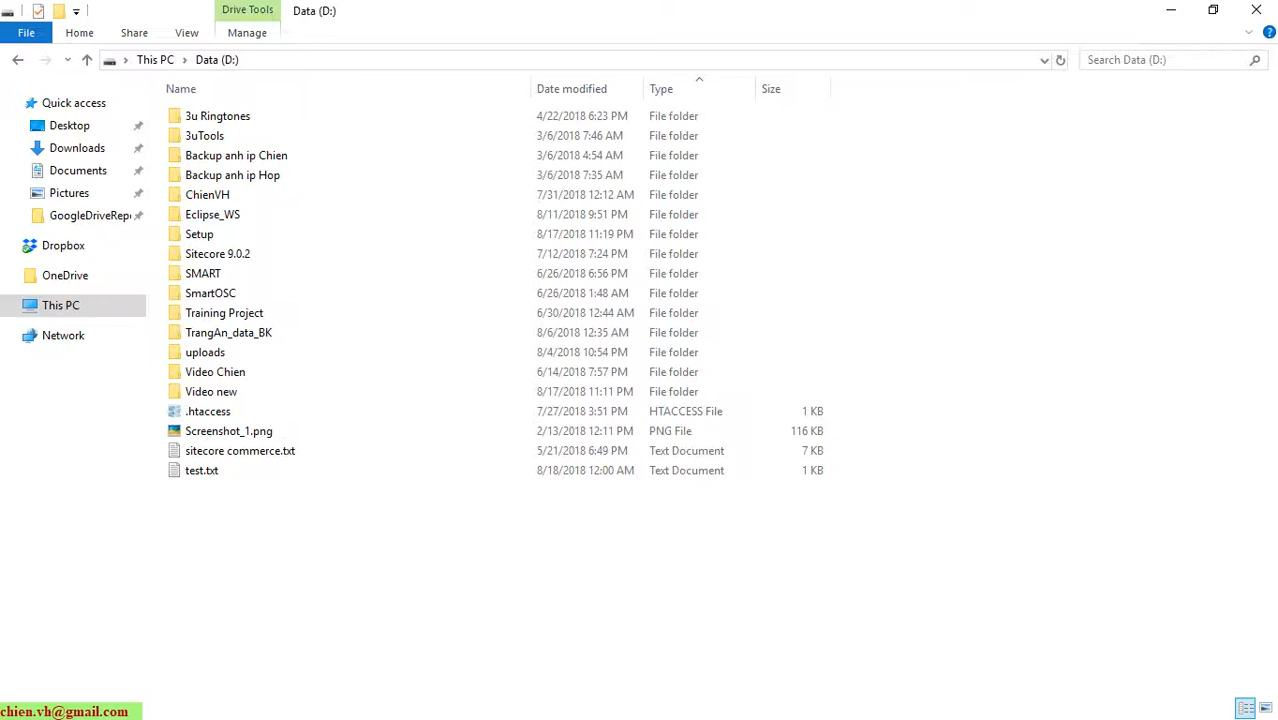 Drive Tools Data (D:)
File Home Share View Manage
This PC Data (D:) Search Data (D:)
Name Date modified Type Size
Quick access
Desktop
Downloads
Documents
Pictures
GoogleDriveRep
Dropbox
OneDrive
This PC
Network
3u Ringtones 4/22/2018 6:23 PM File folder
3uTools 3/6/2018 7:46 AM File folder
Backup anh ip Chien 3/6/2018 4:54 AM File folder
Backup anh ip Hop 3/6/2018 7:35 AM File folder
ChienVH 7/31/2018 12:12 AM File folder
Eclipse_WS 8/11/2018 9:51 PM File folder
Setup 8/17/2018 11:19 PM File folder
Sitecore 9.0.2 7/12/2018 7:24 PM File folder
SMART 6/26/2018 6:56 PM File folder
SmartOSC 6/26/2018 1:48 AM File folder
Training Project 6/30/2018 12:44 AM File folder
TrangAn_data_BK 8/6/2018 12:35 AM File folder
uploads 8/4/2018 10:54 PM File folder
Video Chien 6/14/2018 7:57 PM File folder
Video new 8/17/2018 11:11 PM File folder
.htaccess 7/27/2018 3:51 PM HTACCESS File 1 KB
Screenshot_1.png 2/13/2018 12:11 PM PNG File 116 KB
sitecore commerce.txt 5/21/2018 6:49 PM Text Document 7 KB
test.txt 8/18/2018 12:00 AM Text Document 1 KB
chien.vh@gmail.com